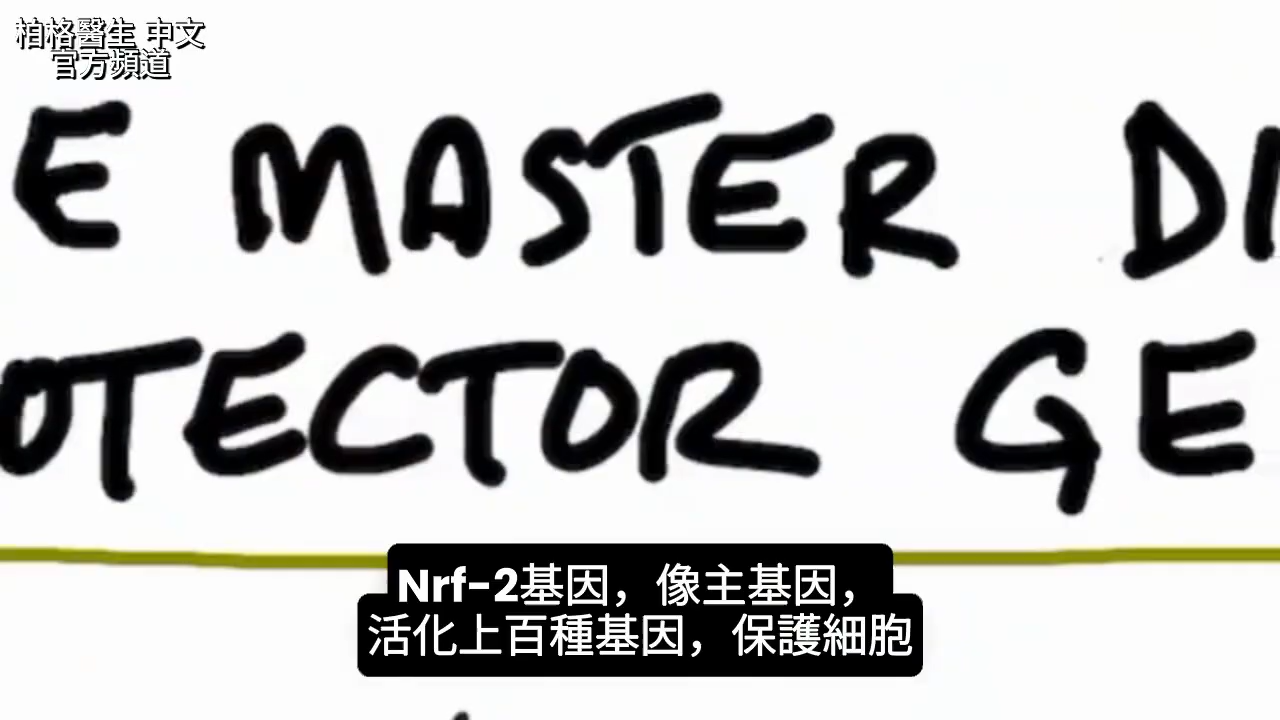 柏格醫生 中文
官方頻道
E MASTER DI
OTECTOR GE
Nrf-2基因，像主基因，
活化上百種基因，保護細胞